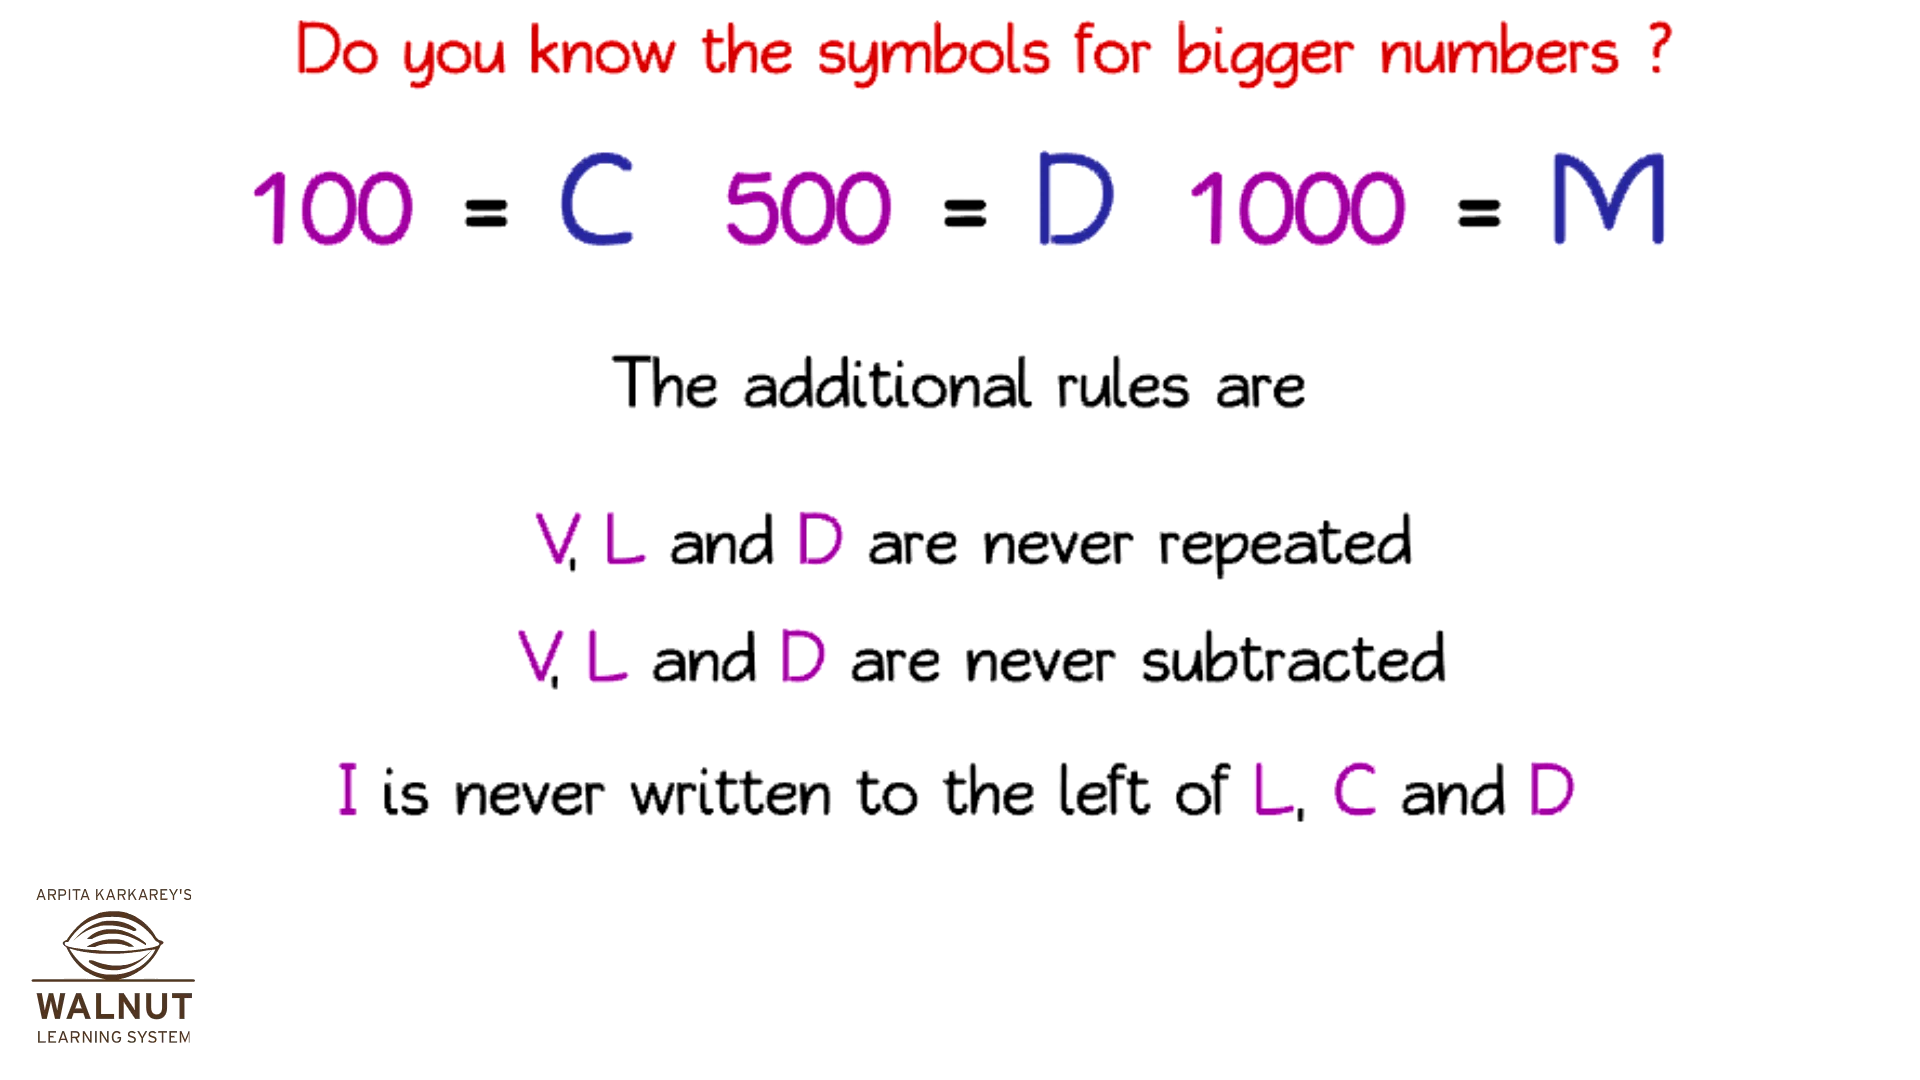 Do you know the symbols for bigger numbers ?
100 = C 500 = D 1000 = M
The additional rules are
V, L and D are never repeated
V, L and D are never subtracted
I is never written to the left of L, C and D
ARPITA KARKAREY'S
WALNUT
LEARNING SYSTEM